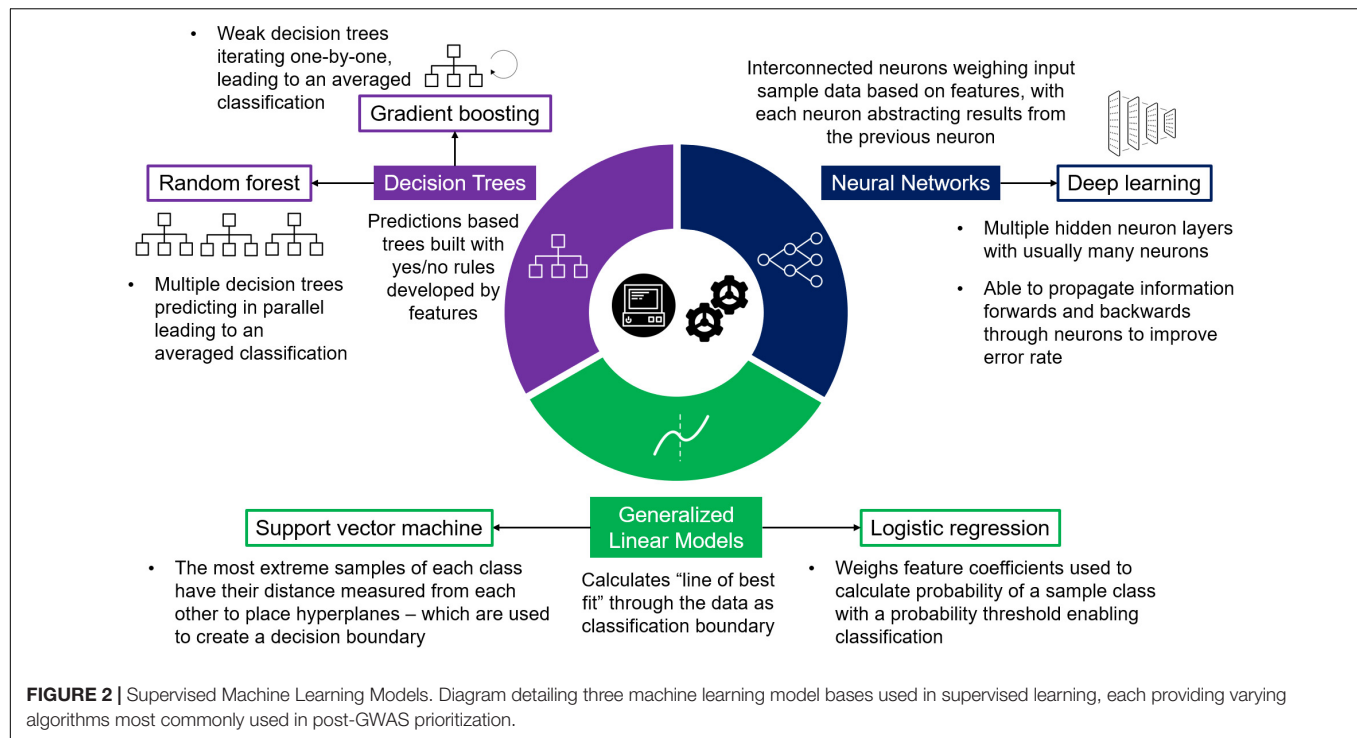 • Weak decision trees
iterating one-by-one,
leading to an averaged
classification
Gradient boosting
Random forest
Decision Trees
Predictions based
trees built with
yes/no rules
developed by
features
• Multiple decision trees
predicting in parallel
leading to an
averaged classification
Interconnected neurons weighing input
sample data based on features, with
each neuron abstracting results from
the previous neuron
Neural Networks
Deep learning
• Multiple hidden neuron layers
with usually many neurons
• Able to propagate information
forwards and backwards
through neurons to improve
error rate
Support vector machine
• The most extreme samples of each class
have their distance measured from each
other to place hyperplanes – which are used
to create a decision boundary
Generalized
Linear Models
Calculates “line of best
fit” through the data as
classification boundary
Logistic regression
• Weighs feature coefficients used to
calculate probability of a sample class
with a probability threshold enabling
classification
FIGURE 2 | Supervised Machine Learning Models. Diagram detailing three machine learning model bases used in supervised learning, each providing varying
algorithms most commonly used in post-GWAS prioritization.